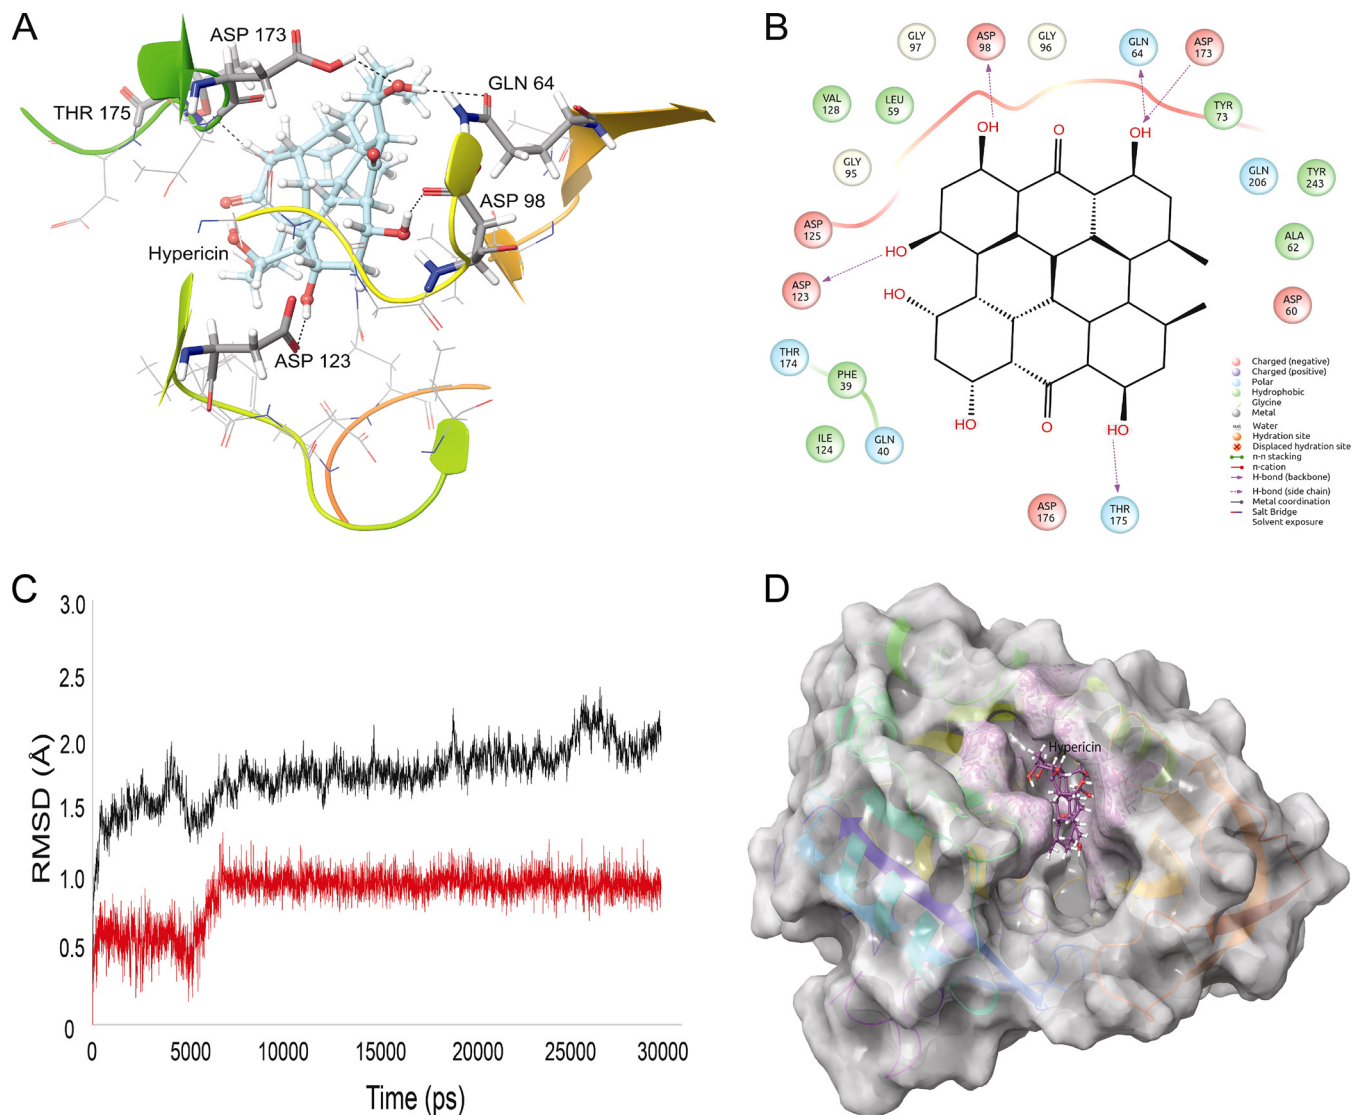 A
ASP 173
THR 175
GLN 64
ASP 98
Hypericin
ASP 123
B
GLY
97
ASP
98
GLY
96
GLN
64
ASP
173
VAL
128
LEU
59
TYR
73
OH
O
OH
GLY
95
GLN
206
TYR
243
ASP
125
HO
ALA
62
ASP
123
HO
ASP
60
THR
174
PHE
39
ILE
124
GLN
40
HO
O
HO
ASP
176
THR
175
Charged (negative)
Charged (positive)
Polar
Hydrophobic
Glycine
Metal
H₂O Water
Hydration site
Displaced hydration site
π-π stacking
π-cation
H-bond (backbone)
H-bond (side chain)
Metal coordination
Salt Bridge
Solvent exposure
C
RMSD (Å)
3.0
2.5
2.0
1.5
1.0
0.5
0
0 5000 10000 15000 20000 25000 30000
Time (ps)
D
Hypericin